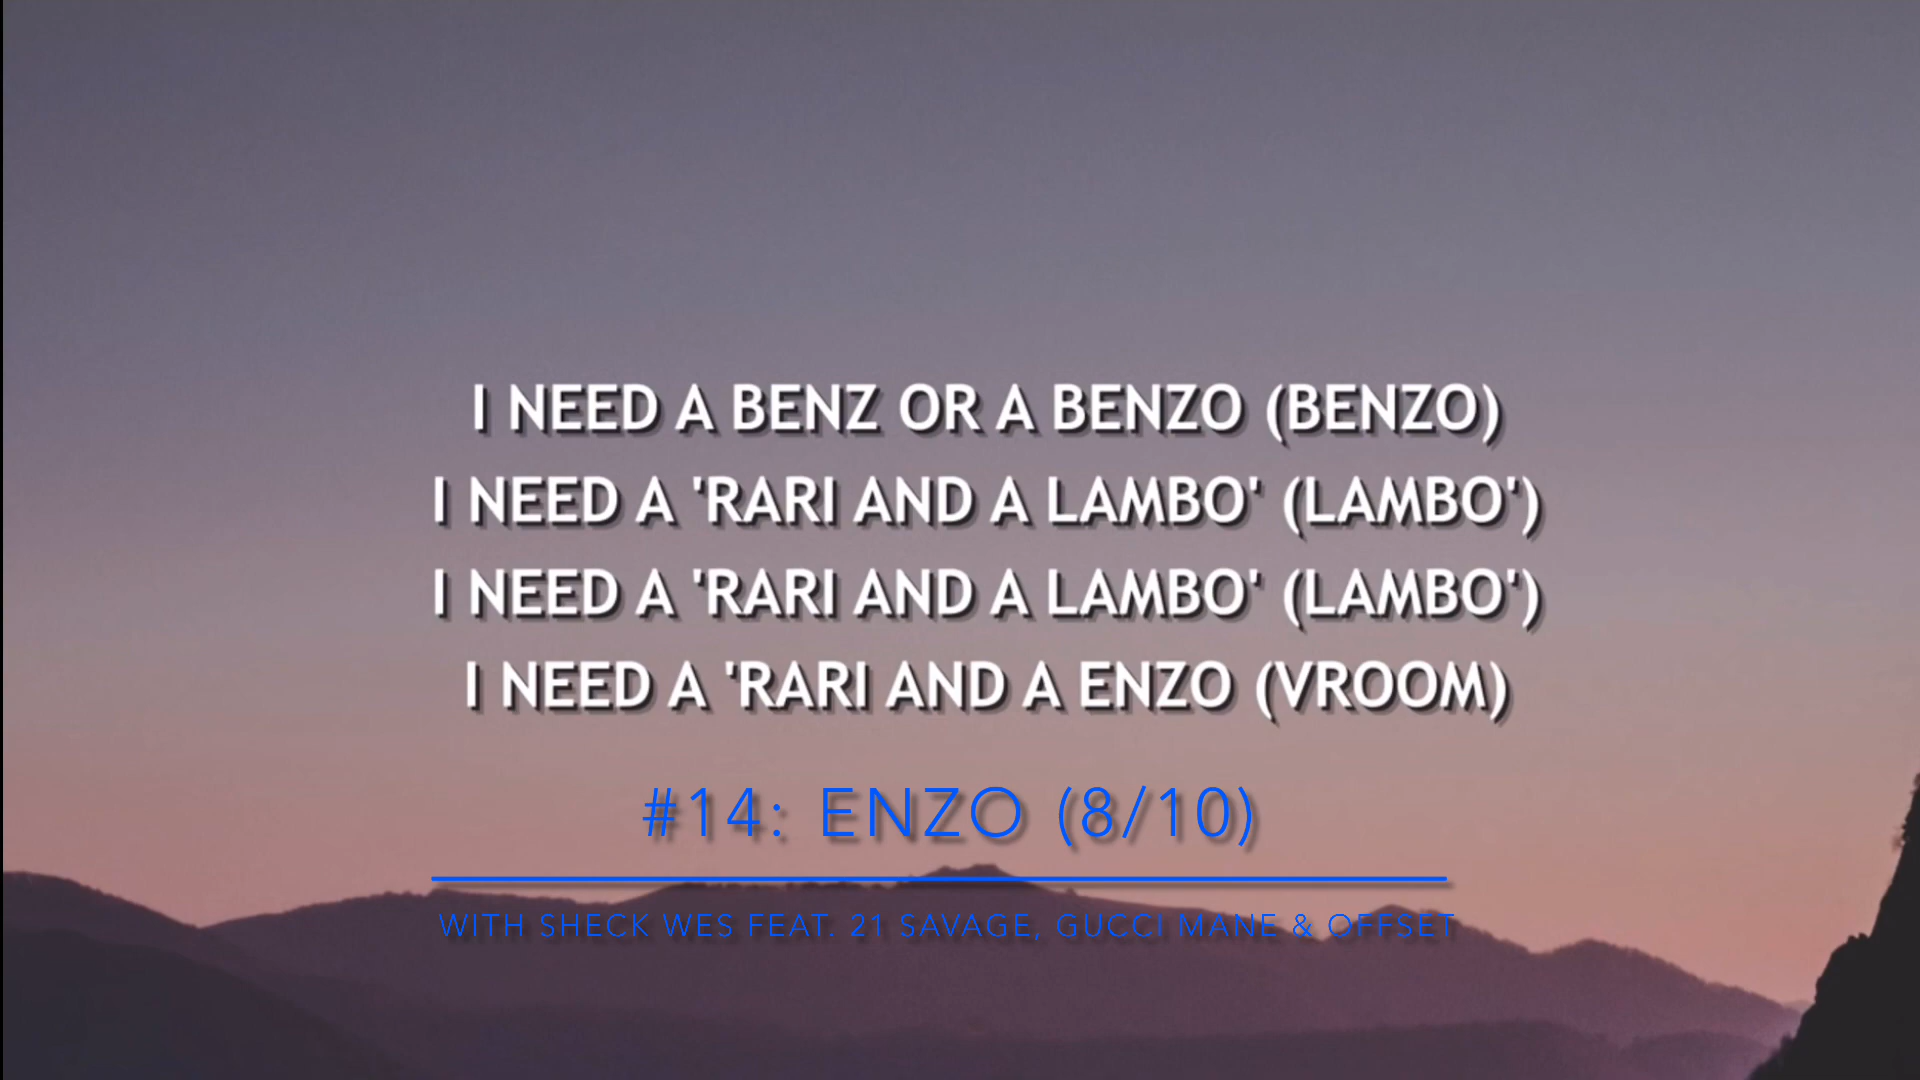 I NEED A BENZ OR A BENZO (BENZO)
I NEED A 'RARI AND A LAMBO' (LAMBO')
I NEED A 'RARI AND A LAMBO' (LAMBO')
I NEED A 'RARI AND A ENZO (VROOM)
#14: ENZO (8/10)
WITH SHECK WES FEAT. 21 SAVAGE, GUCCI MANE & OFFSET